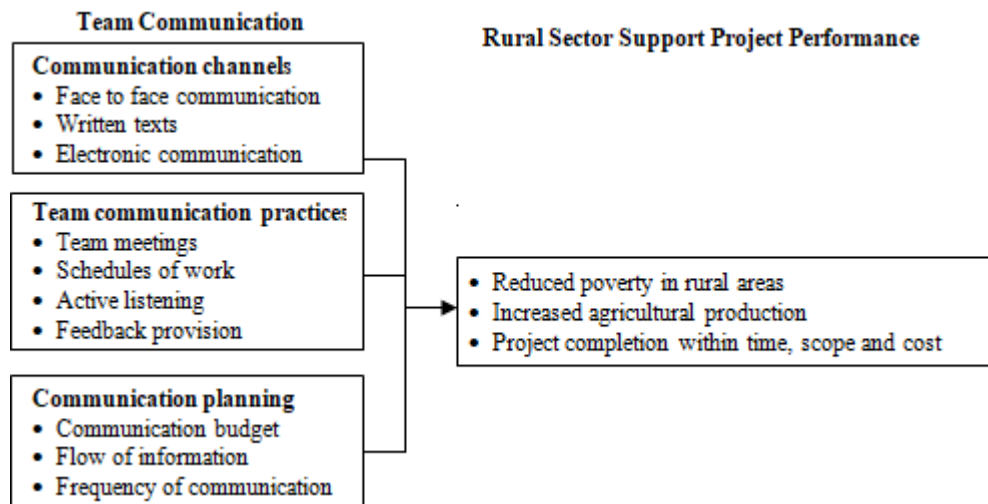 Team Communication
Rural Sector Support Project Performance
Communication channels
• Face to face communication
• Written texts
• Electronic communication
Team communication practices
• Team meetings
• Schedules of work
• Active listening
• Feedback provision
• Reduced poverty in rural areas
• Increased agricultural production
• Project completion within time, scope and cost
Communication planning
• Communication budget
• Flow of information
• Frequency of communication